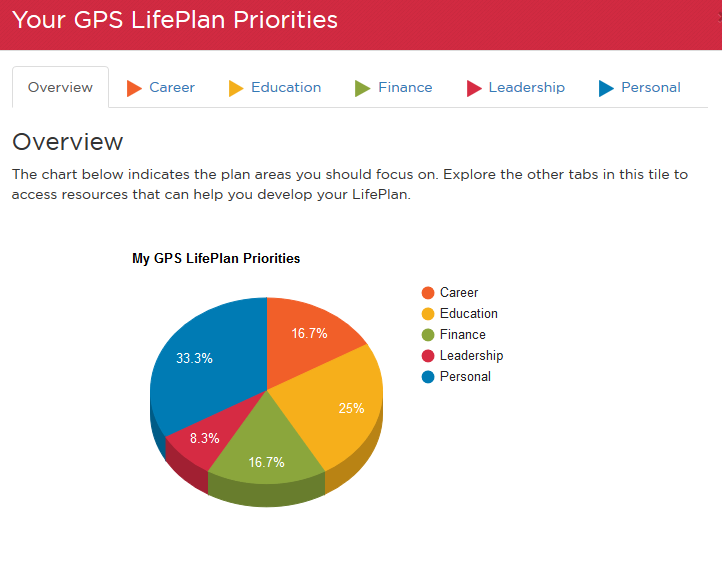 Your GPS LifePlan Priorities
Overview
Career
Education
Finance
Leadership
Personal
Overview
The chart below indicates the plan areas you should focus on. Explore the other tabs in this tile to
access resources that can help you develop your LifePlan.
My GPS LifePlan Priorities
Career
Education
Finance
Leadership
Personal
16.7%
33.3%
25%
8.3%
16.7%